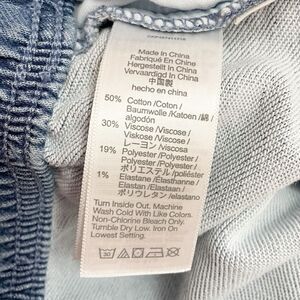 Made In China
Fabriqué En Chine
Hergestellt In China
Vervaardigd In China
中国製
hecho en china
50% Cotton/Coton/
Baumwolle/Katoen/綿/
algodón
30% Viscose/Viscose/
Viskose/Viscose/
レーヨン/viscosa
19% Polyester/Polyester/
Polyester/Polyester/
ポリエステル/poliéster
1% Elastane/Élasthanne/
Elastan/Elastaan/
ポリウレタン/elastano
Turn Inside Out. Machine
Wash Cold With Like Colors.
Non-Chlorine Bleach Only.
Tumble Dry Low. Iron On
Lowest Setting.
30